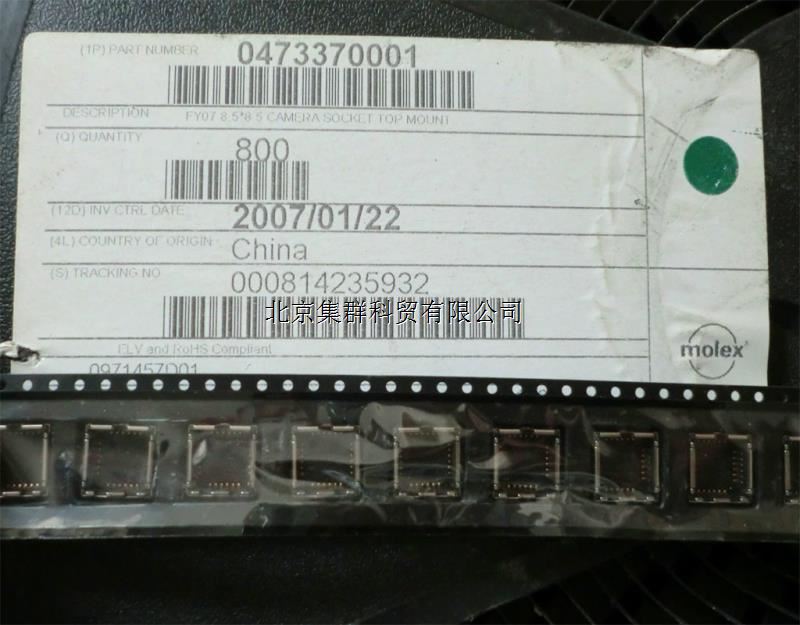 (1P) PART NUMBER 0473370001
DESCRIPTION FY07 8.5*8.5 CAMERA SOCKET TOP MOUNT
(Q) QUANTITY 800
(12D) INV CTRL DATE 2007/01/22
(4L) COUNTRY OF ORIGIN China
(S) TRACKING NO 000814235932
北京集群科贸有限公司
ELV and RoHS Compliant
molex
0971457D01